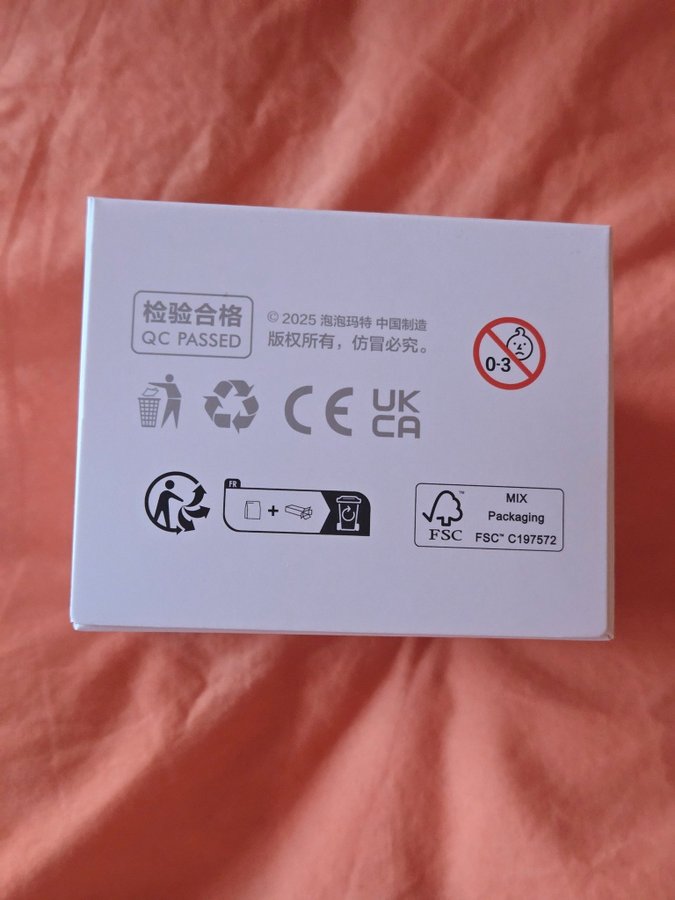 检验合格
QC PASSED
© 2025 泡泡玛特 中国制造
版权所有，仿冒必究。
0-3
CE
UK
CA
FR
+
FSC™
MIX
Packaging
FSC™ C197572